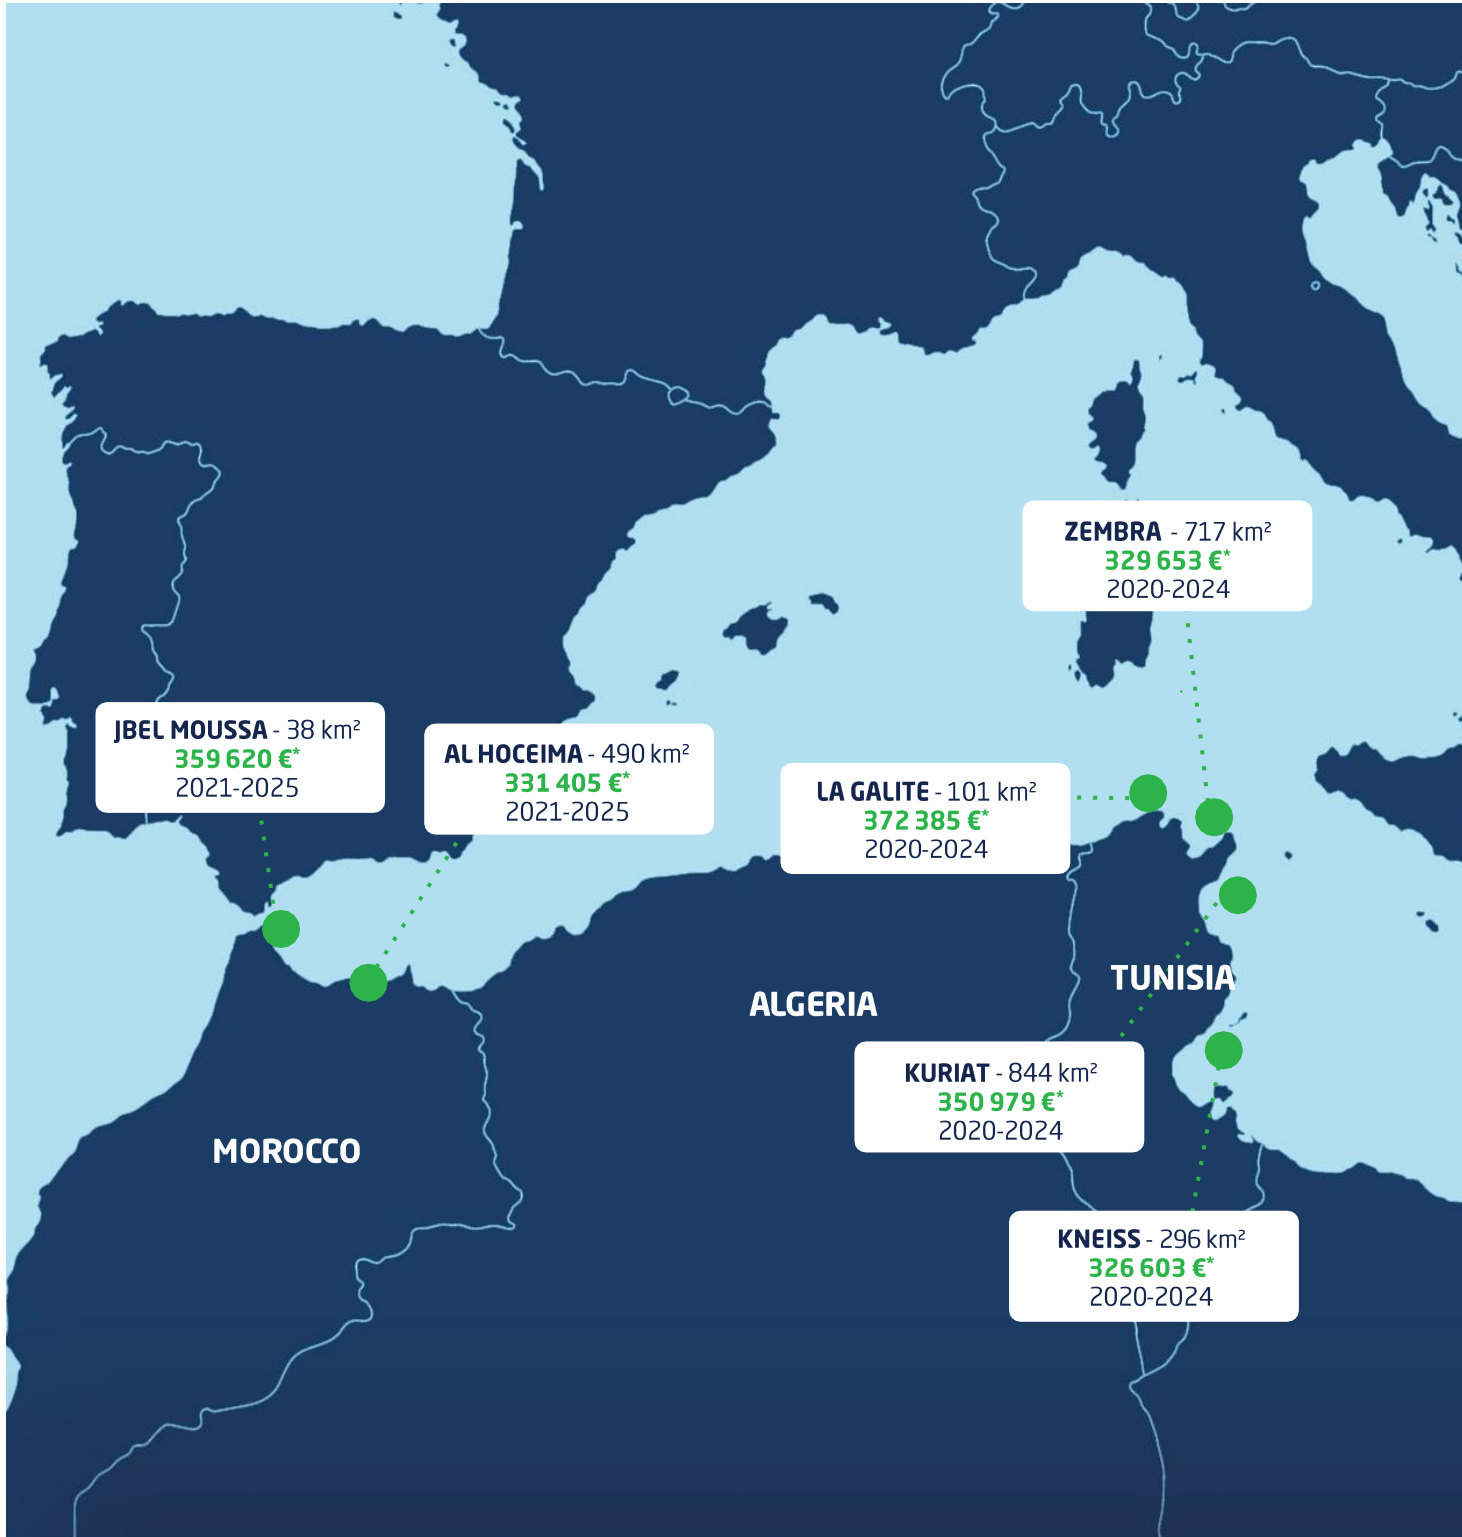 ZEMBRA - 717 km²
329 653 €*
2020-2024
JBEL MOUSSA - 38 km²
359 620 €*
2021-2025
AL HOCEIMA - 490 km²
331 405 €*
2021-2025
LA GALITE - 101 km²
372 385 €*
2020-2024
TUNISIA
ALGERIA
KURIAT - 844 km²
350 979 €*
2020-2024
MOROCCO
KNEISS - 296 km²
326 603 €*
2020-2024